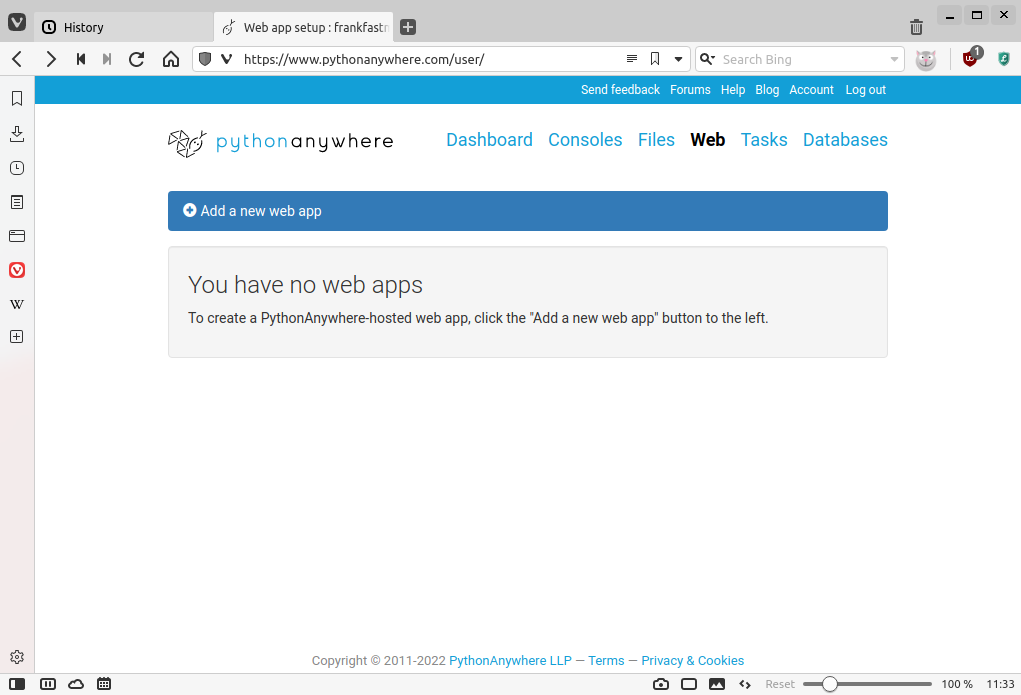 History
Web app setup : frankfastn
https://www.pythonanywhere.com/user/
Search Bing
1
Send feedback Forums Help Blog Account Log out
pythonanywhere
Dashboard Consoles Files Web Tasks Databases
Add a new web app
You have no web apps
To create a PythonAnywhere-hosted web app, click the "Add a new web app" button to the left.
W
Copyright © 2011-2022 PythonAnywhere LLP — Terms — Privacy & Cookies
Reset 100 % 11:33